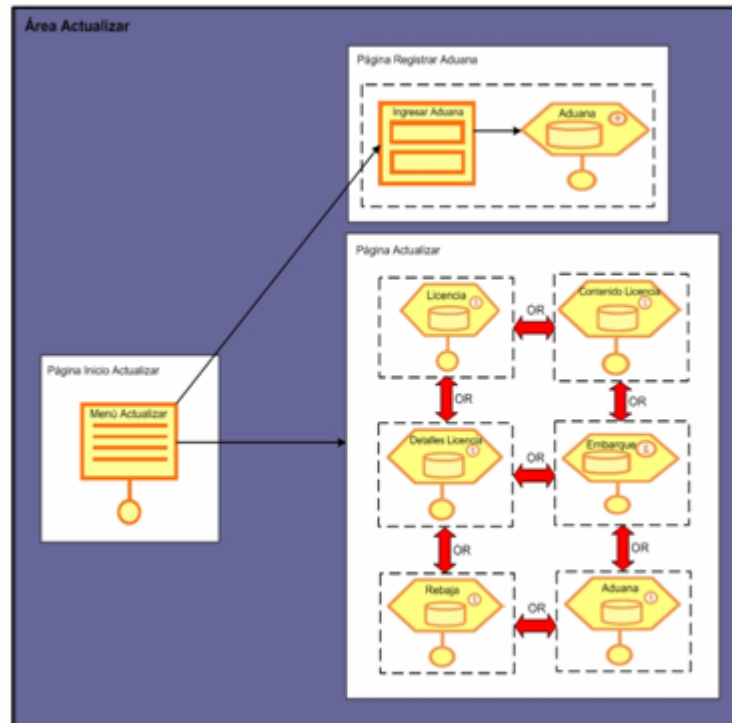 Área Actualizar
Página Registrar Aduana
Ingresar Aduana
Aduana
Página Actualizar
Licencia
OR
Contenido Licencia
OR
OR
Página Inicio Actualizar
Menú Actualizar
Detalles Licencia
OR
Embarque
OR
OR
Rebaja
OR
Aduana